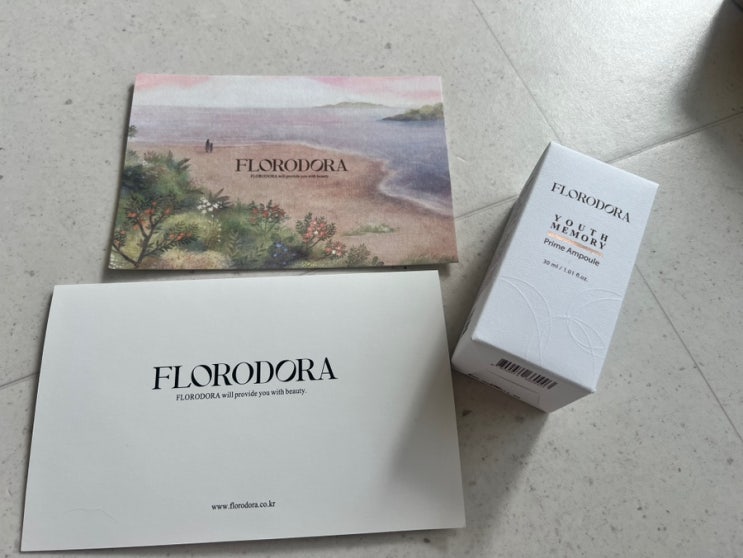 FLORODORA
FLORODORA will provide you with beauty.
FLORODORA
YOUTH
MEMORY
Prime Ampoule
30 ml / 1.01 fl.oz.
FLORODORA
FLORODORA will provide you with beauty.
www.florodora.co.kr